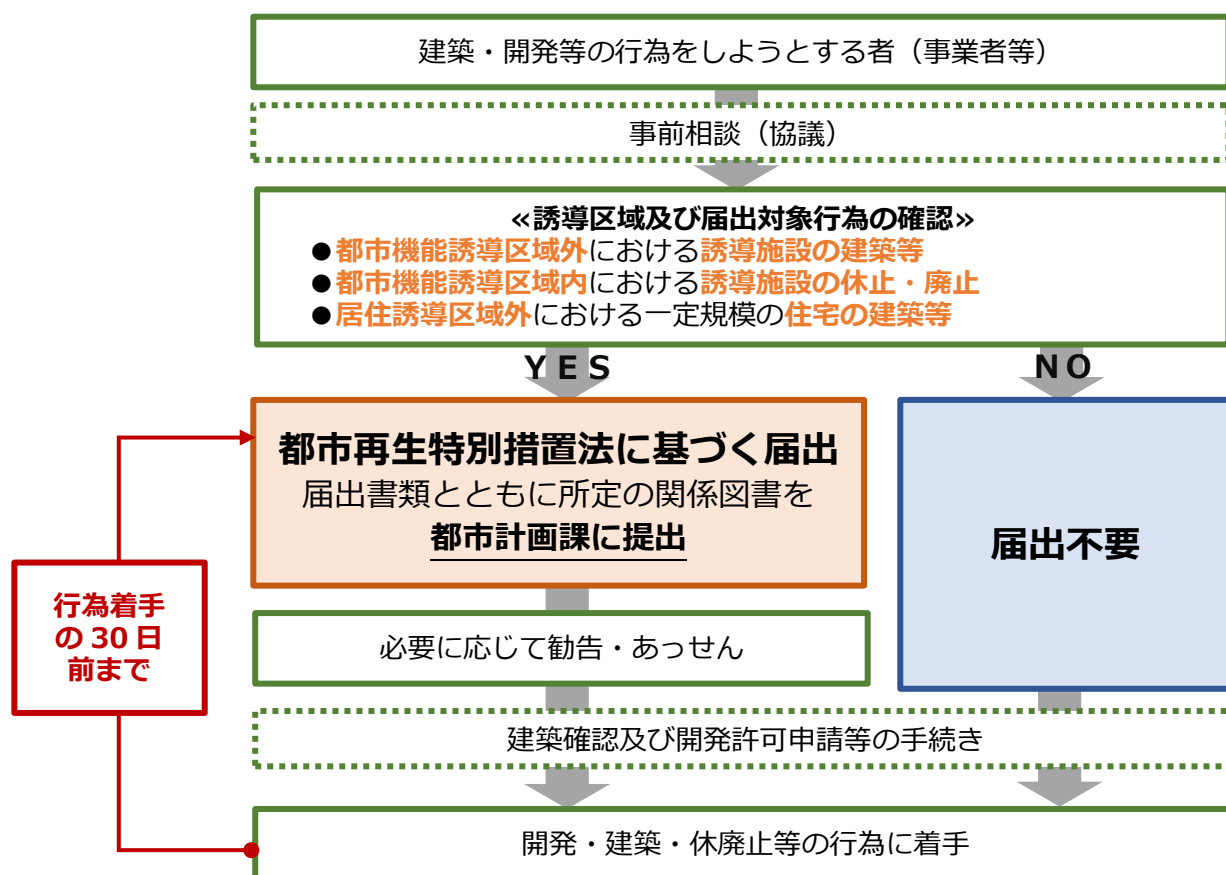 建築・開発等の行為をしようとする者（事業者等）
事前相談（協議）
≪誘導区域及び届出対象行為の確認≫
●都市機能誘導区域外における誘導施設の建築等
●都市機能誘導区域内における誘導施設の休止・廃止
●居住誘導区域外における一定規模の住宅の建築等
ＹＥＳ
ＮＯ
都市再生特別措置法に基づく届出
届出書類とともに所定の関係図書を
都市計画課に提出
届出不要
行為着手
の 30 日
前まで
必要に応じて勧告・あっせん
建築確認及び開発許可申請等の手続き
開発・建築・休廃止等の行為に着手